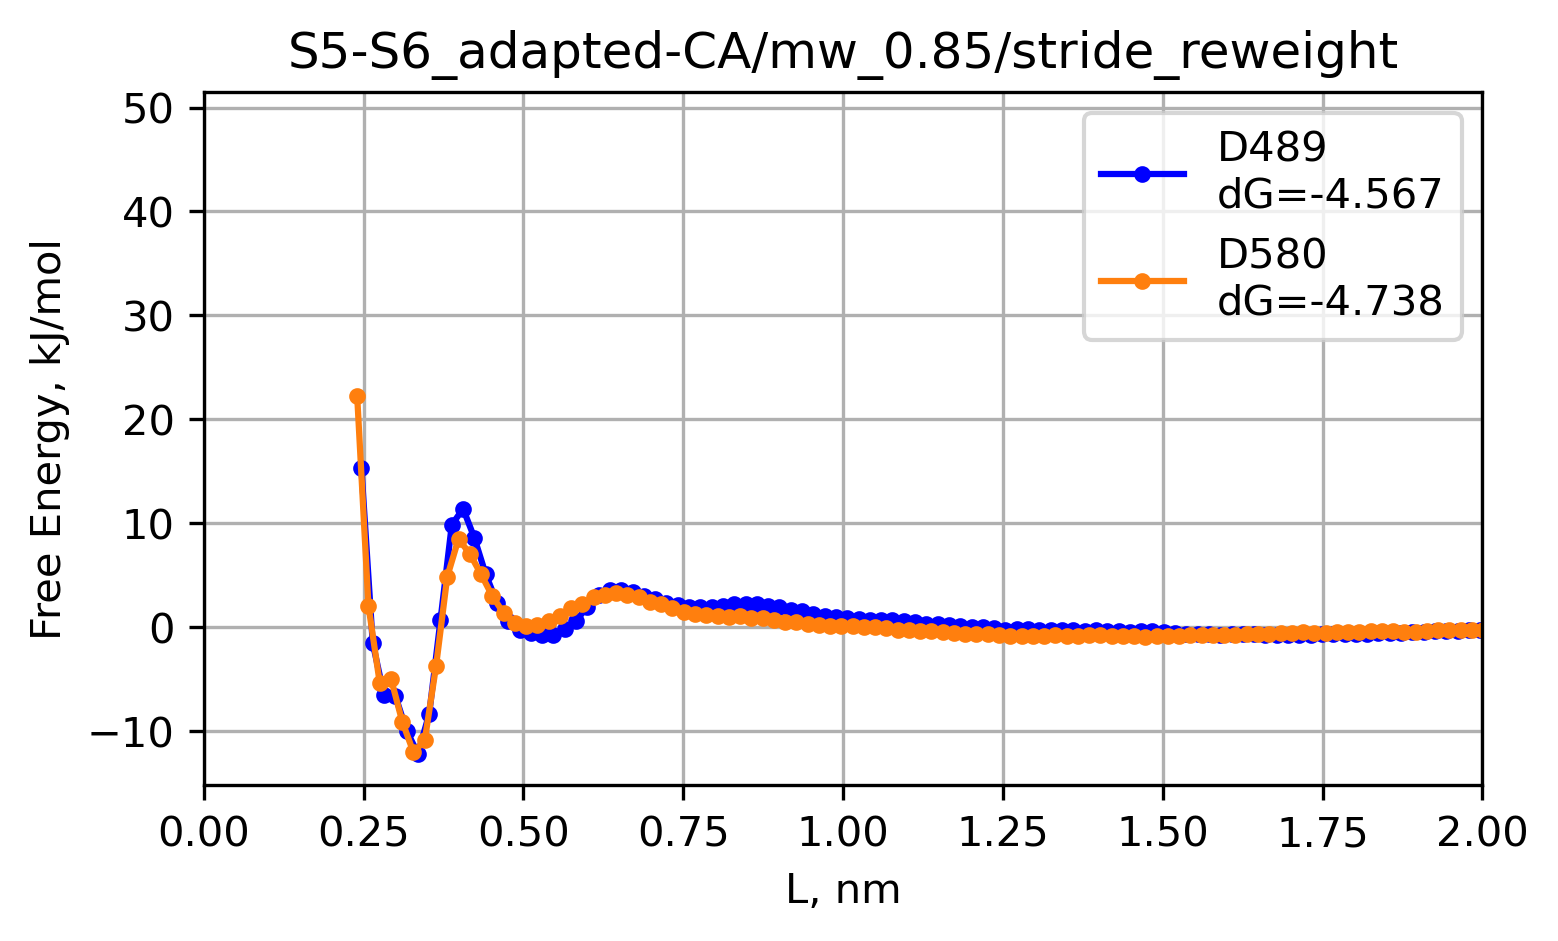 S5-S6_adapted-CA/mw_0.85/stride_reweight
Free Energy, kJ/mol
50
40
30
20
10
0
−10
D489
dG=-4.567
D580
dG=-4.738
0.00 0.25 0.50 0.75 1.00 1.25 1.50 1.75 2.00
L, nm